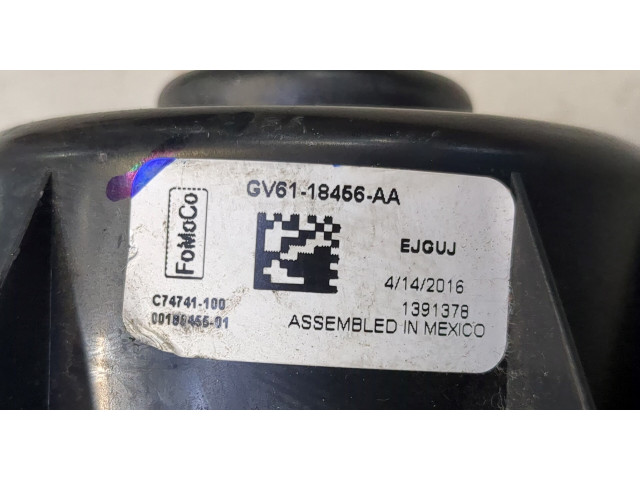 GV61-18456-AA
FoMoCo
EJGUJ
4/14/2016
C74741-100
1391378
ASSEMBLED IN MEXICO